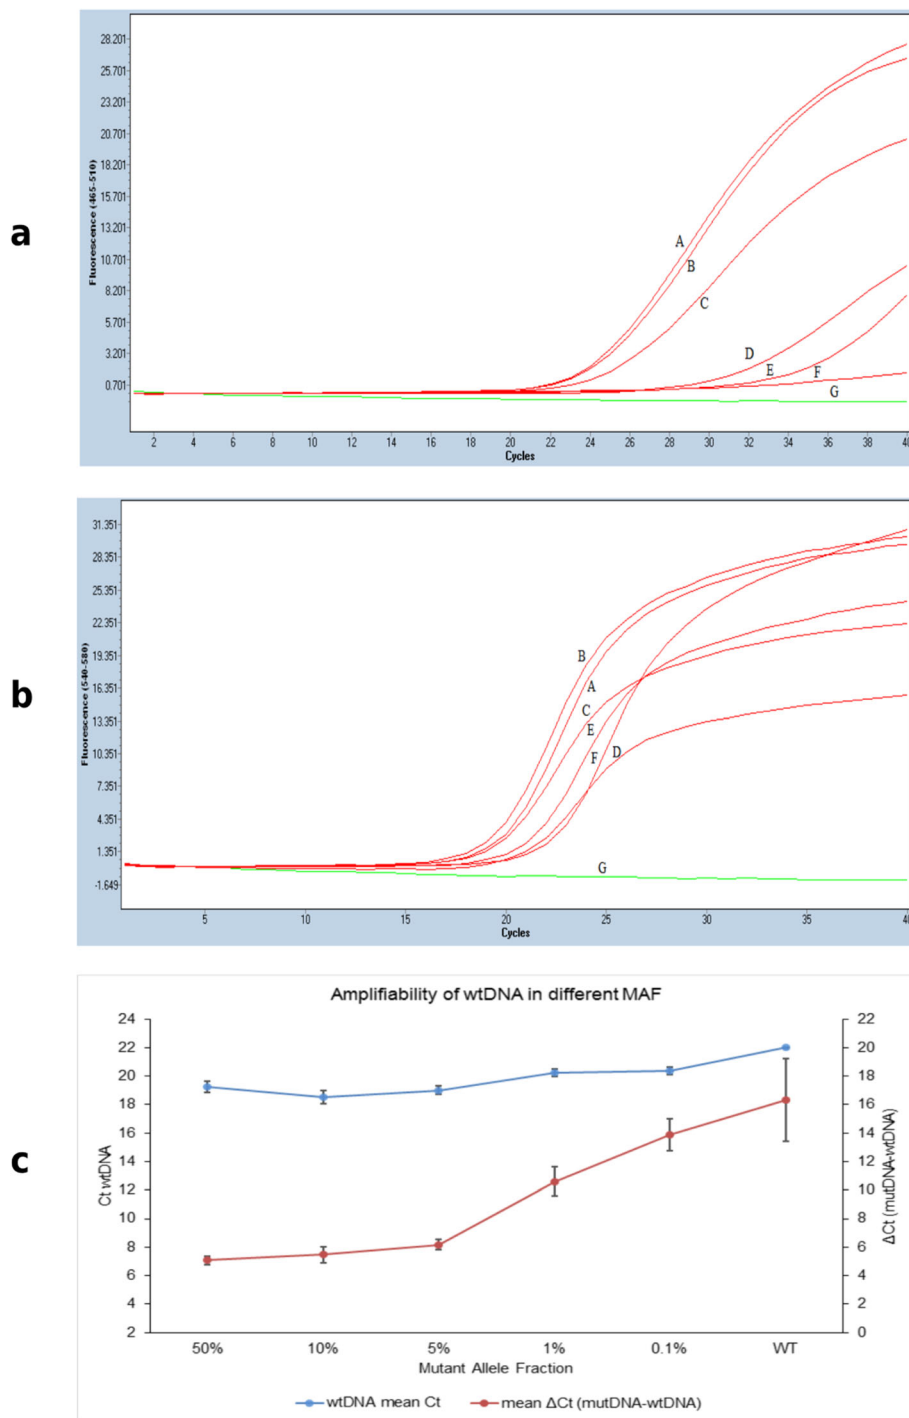 a
Fluorescence (465-510)
28.201
25.701
23.201
20.701
18.201
15.701
13.201
10.701
8.201
5.701
3.201
0.701
A
B
C
D
E
F
G
2 4 6 8 10 12 14 16 18 20 22 24 26 28 30 32 34 36 38 40
Cycles
b
Fluorescence (540-580)
31.351
28.351
25.351
22.351
19.351
16.351
13.351
10.351
7.351
4.351
1.351
-1.649
B
A
C
E
F
D
G
5 10 15 20 25 30 35 40
Cycles
c
Amplifiability of wtDNA in different MAF
Ct wtDNA
24
22
20
18
16
14
12
10
8
6
4
2
22
20
18
16
14
12
10
8
6
4
2
0
ΔCt (mutDNA-wtDNA)
50% 10% 5% 1% 0.1% WT
Mutant Allele Fraction
wtDNA mean Ct mean ΔCt (mutDNA-wtDNA)